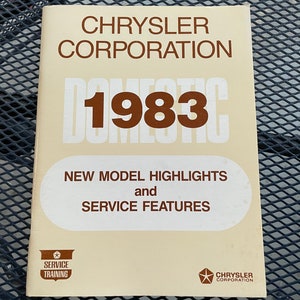 CHRYSLER
CORPORATION
DOMESTIC
1983
NEW MODEL HIGHLIGHTS
and
SERVICE FEATURES
SERVICE
TRAINING
CHRYSLER
CORPORATION